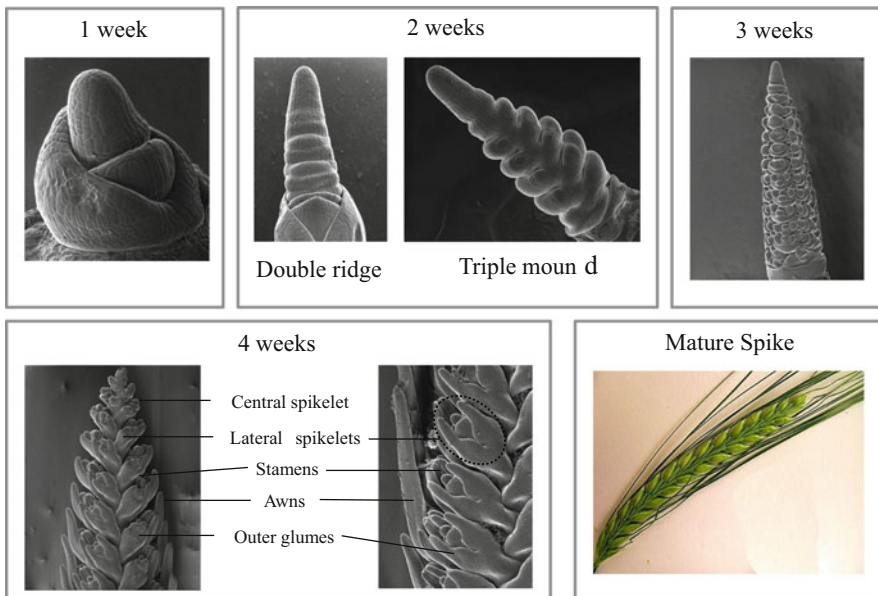 1 week
2 weeks
3 weeks
Double ridge
Triple moun d
4 weeks
Central spikelet
Lateral spikelets
Stamens
Awns
Outer glumes
Mature Spike